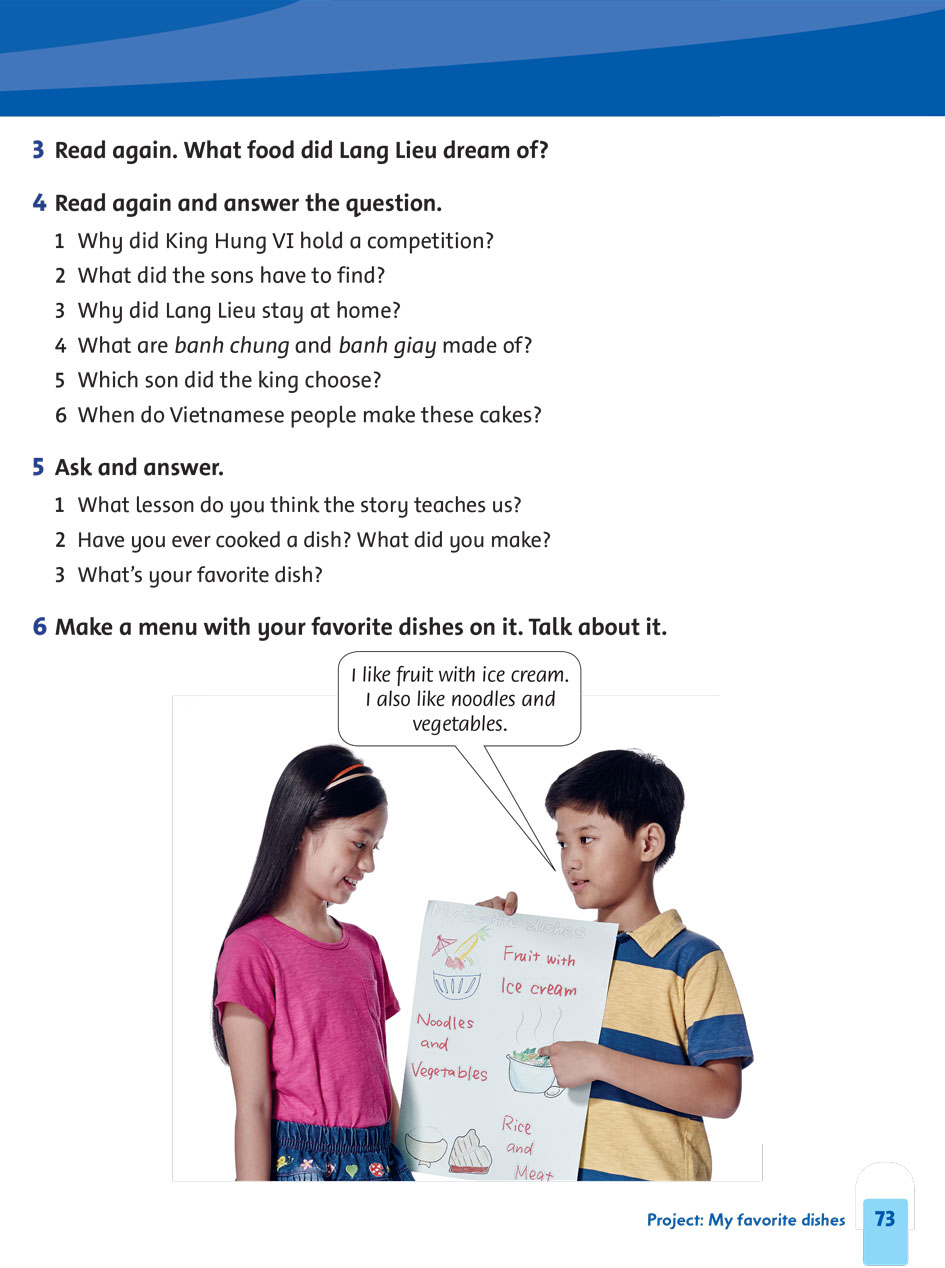 3 Read again. What food did Lang Lieu dream of?
4 Read again and answer the question.
1 Why did King Hung VI hold a competition?
2 What did the sons have to find?
3 Why did Lang Lieu stay at home?
4 What are banh chung and banh giay made of?
5 Which son did the king choose?
6 When do Vietnamese people make these cakes?
5 Ask and answer.
1 What lesson do you think the story teaches us?
2 Have you ever cooked a dish? What did you make?
3 What's your favorite dish?
6 Make a menu with your favorite dishes on it. Talk about it.
I like fruit with ice cream.
I also like noodles and
vegetables.
My favorite dishes
Fruit with
Ice cream
Noodles
and
Vegetables
Rice
and
Meat
Project: My favorite dishes 73